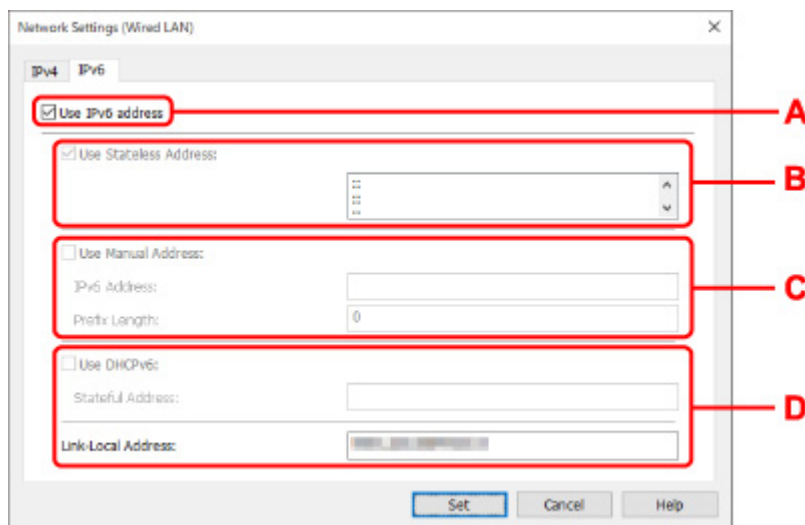 Network Settings (Wired LAN)
IPv4 IPv6
Use IPv6 address
A
Use Stateless Address:
::
::
::
B
Use Manual Address:
IPv6 Address:
Prefix Length: 0
C
Use DHCPv6:
Stateful Address:
D
Link-Local Address:
Set Cancel Help